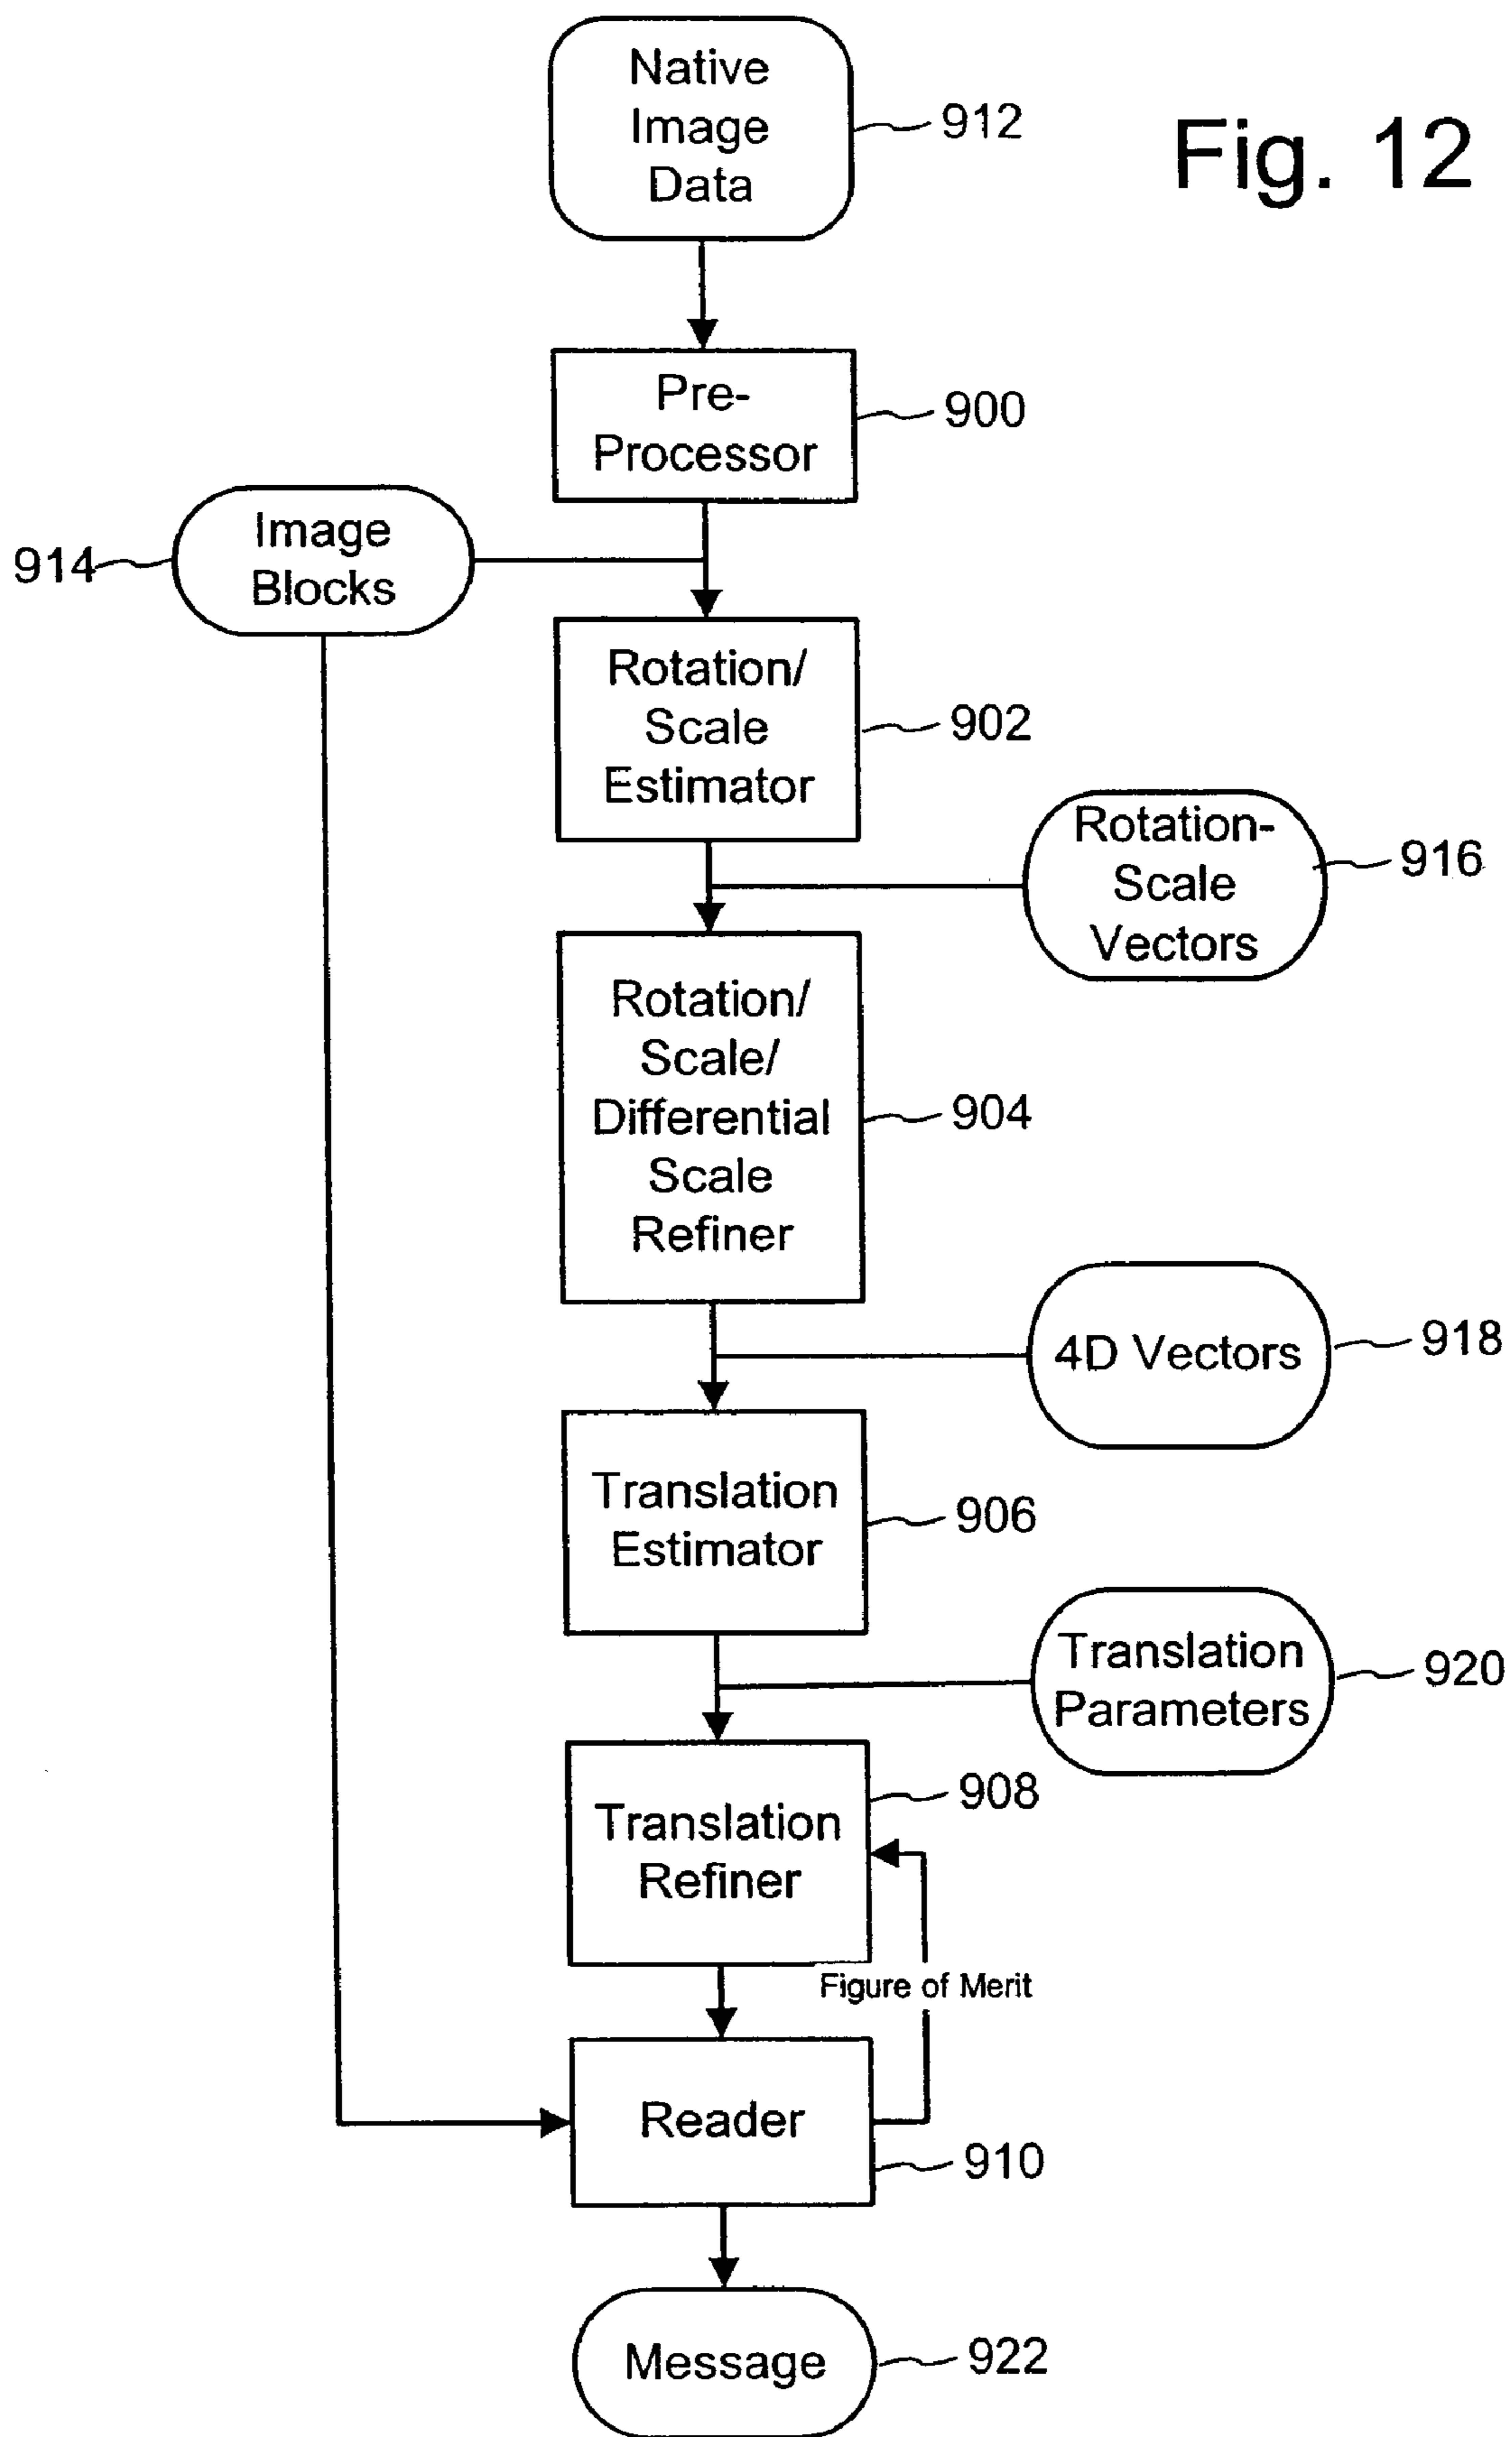 Native
Image
Data
912
Fig. 12
Pre-
Processor
900
Image
Blocks
914
Rotation/
Scale
Estimator
902
Rotation-
Scale
Vectors
916
Rotation/
Scale/
Differential
Scale
Refiner
904
4D Vectors
918
Translation
Estimator
906
Translation
Parameters
920
Translation
Refiner
908
Figure of Merit
Reader
910
Message
922